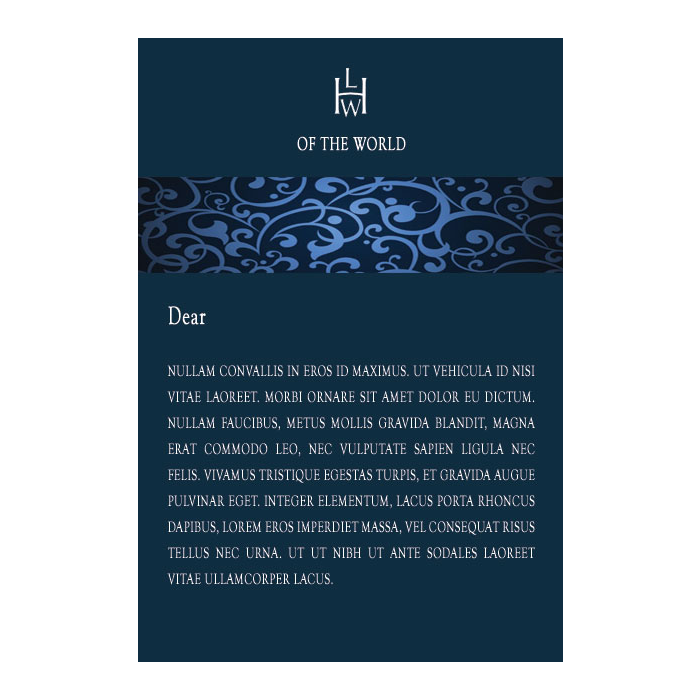 LHW
OF THE WORLD
Dear
NULLAM CONVALLIS IN EROS ID MAXIMUS. UT VEHICULA ID NISI
VITAE LAOREET. MORBI ORNARE SIT AMET DOLOR EU DICTUM.
NULLAM FAUCIBUS, METUS MOLLIS GRAVIDA BLANDIT, MAGNA
ERAT COMMODO LEO, NEC VULPUTATE SAPIEN LIGULA NEC
FELIS. VIVAMUS TRISTIQUE EGESTAS TURPIS, ET GRAVIDA AUGUE
PULVINAR EGET. INTEGER ELEMENTUM, LACUS PORTA RHONCUS
DAPIBUS, LOREM EROS IMPERDIET MASSA, VEL CONSEQUAT RISUS
TELLUS NEC URNA. UT UT NIBH UT ANTE SODALES LAOREET
VITAE ULLAMCORPER LACUS.